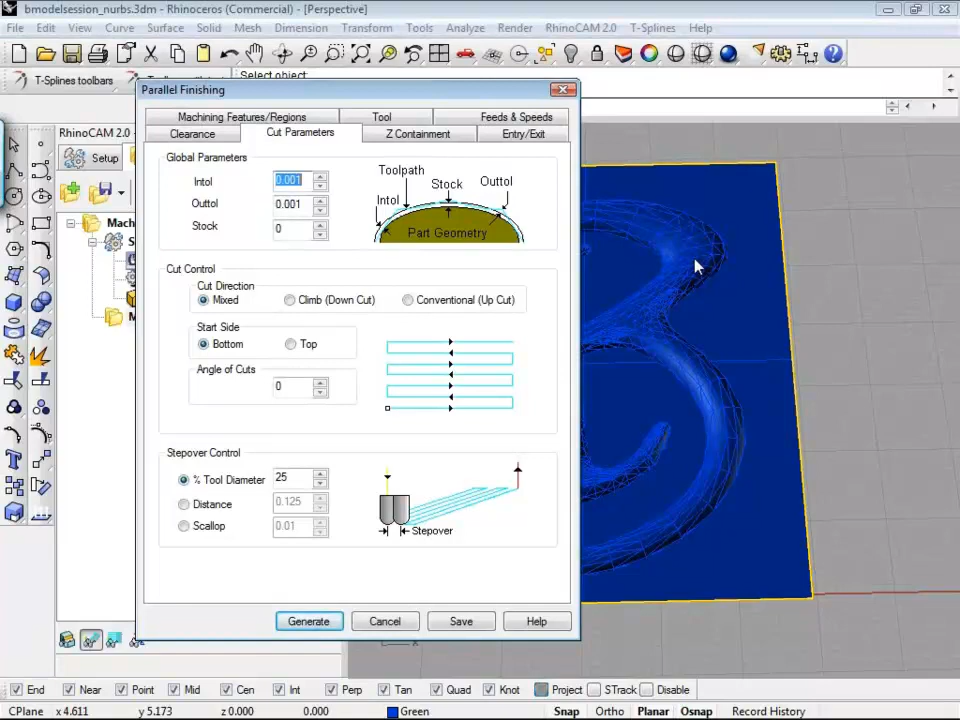 bmodelsession_nurbs.3dm - Rhinoceros (Commercial) - [Perspective]
File Edit View Curve Surface Solid Mesh Dimension Transform Tools Analyze Render RhinoCAM 2.0 T-Splines Help
T-Splines toolbars
Select object
Parallel Finishing
RhinoCAM 2.0
Setup
Mach
S
M
Machining Features/Regions Tool Feeds & Speeds
Clearance Cut Parameters Z Containment Entry/Exit
Global Parameters
Intol 0.001
Outtol 0.001
Stock 0
Toolpath
Stock
Outtol
Intol
Part Geometry
Cut Control
Cut Direction
Mixed Climb (Down Cut) Conventional (Up Cut)
Start Side
Bottom Top
Angle of Cuts
0
Stepover Control
% Tool Diameter 25
Distance 0.125
Scallop 0.01
Stepover
Generate Cancel Save Help
End Near Point Mid Cen Int Perp Tan Quad Knot Project STrack Disable
CPlane x 4.611 y 5.173 z 0.000 0.000 Green Snap Ortho Planar Osnap Record History